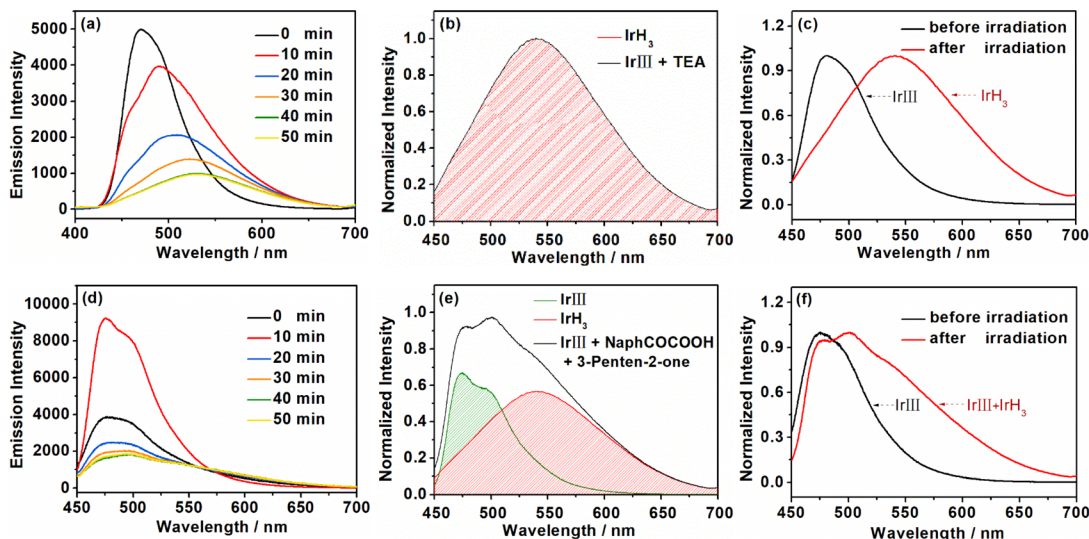 (a)
Emission Intensity
5000
4000
3000
2000
1000
0
0 min
10 min
20 min
30 min
40 min
50 min
400
500
600
700
Wavelength / nm
(b)
Normalized Intensity
1.0
0.8
0.6
0.4
0.2
0.0
IrH3
IrⅢ + TEA
450
500
550
600
650
700
Wavelength / nm
(c)
Normalized Intensity
1.2
0.9
0.6
0.3
0.0
before irradiation
after irradiation
IrⅢ
IrH3
450
500
550
600
650
700
Wavelength / nm
(d)
Emission Intensity
10000
8000
6000
4000
2000
0
0 min
10 min
20 min
30 min
40 min
50 min
450
500
550
600
650
700
Wavelength / nm
(e)
Normalized Intensity
1.0
0.8
0.6
0.4
0.2
0.0
IrⅢ
IrH3
IrⅢ + NaphCOCOOH
+ 3-Penten-2-one
450
500
550
600
650
700
Wavelength / nm
(f)
Normalized Intensity
1.2
0.9
0.6
0.3
0.0
before irradiation
after irradiation
IrⅢ
IrⅢ+IrH3
450
500
550
600
650
700
Wavelength / nm